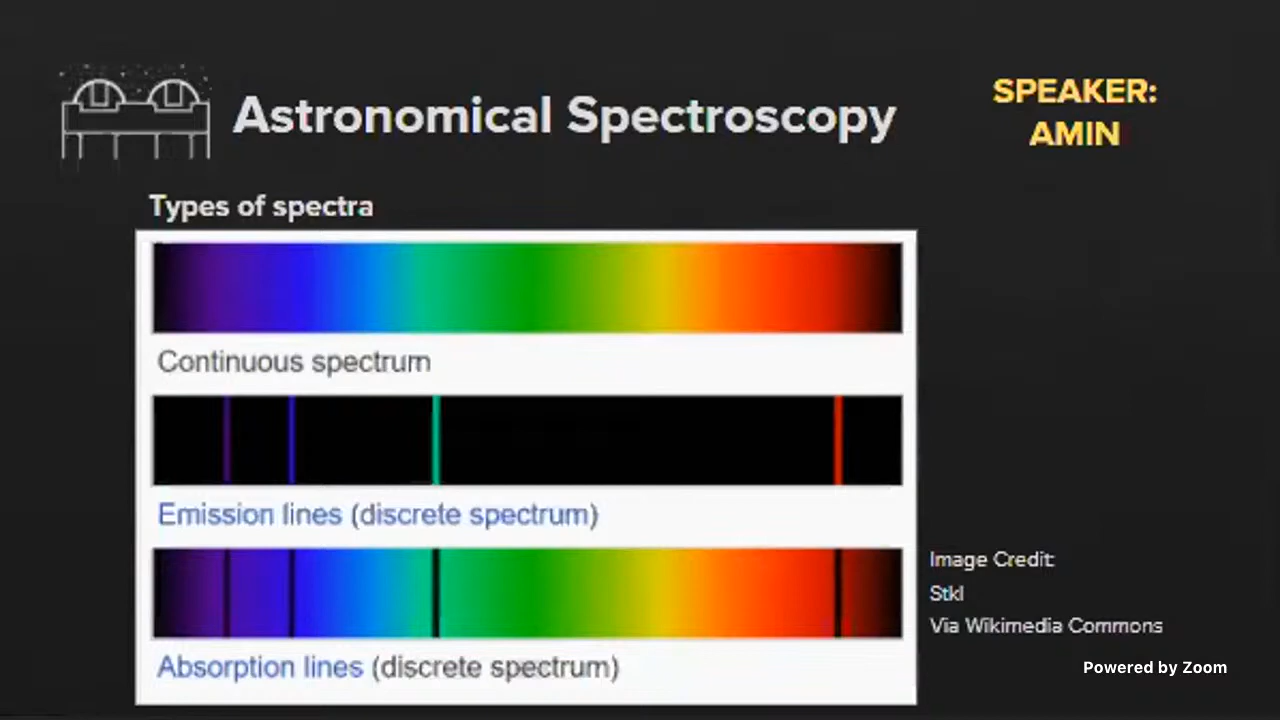 Astronomical Spectroscopy
SPEAKER:
AMIN
Types of spectra
Continuous spectrum
Emission lines (discrete spectrum)
Absorption lines (discrete spectrum)
Image Credit:
Stkl
Via Wikimedia Commons
Powered by Zoom